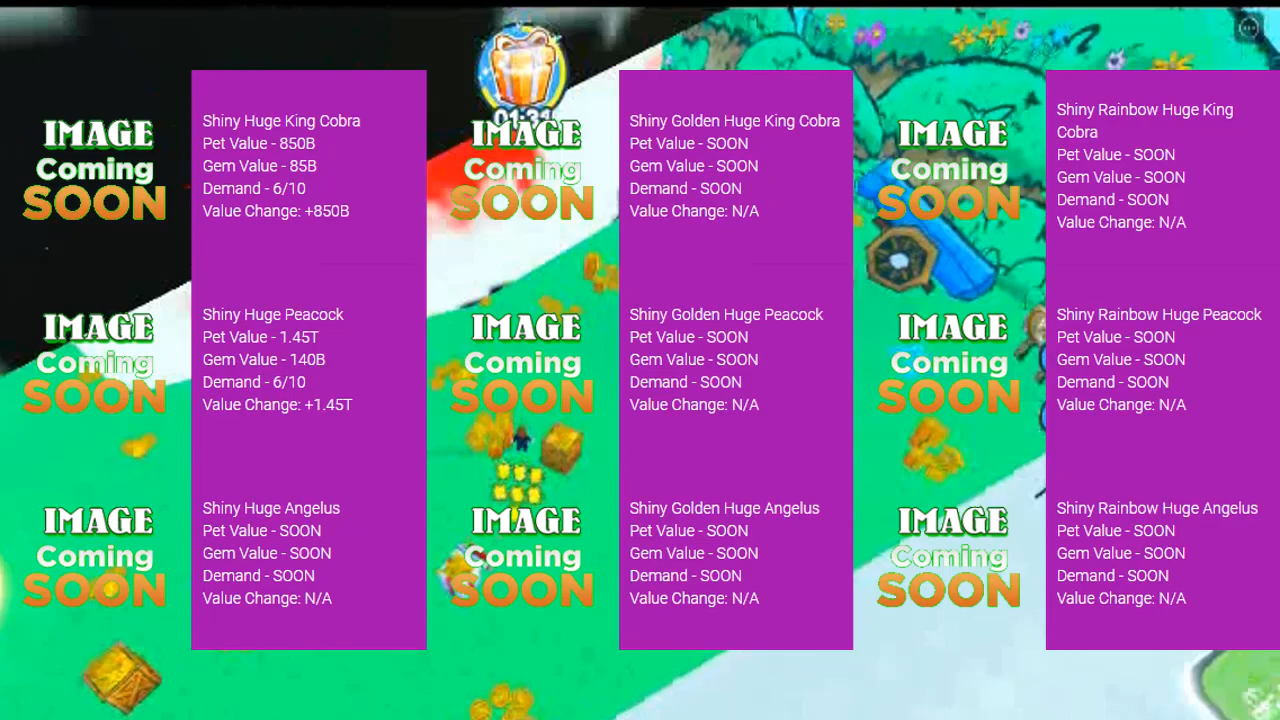 01:31
IMAGE
Coming
SOON
Shiny Huge King Cobra
Pet Value - 850B
Gem Value - 85B
Demand - 6/10
Value Change: +850B
IMAGE
Coming
SOON
Shiny Golden Huge King Cobra
Pet Value - SOON
Gem Value - SOON
Demand - SOON
Value Change: N/A
IMAGE
Coming
SOON
Shiny Rainbow Huge King
Cobra
Pet Value - SOON
Gem Value - SOON
Demand - SOON
Value Change: N/A
IMAGE
Coming
SOON
Shiny Huge Peacock
Pet Value - 1.45T
Gem Value - 140B
Demand - 6/10
Value Change: +1.45T
IMAGE
Coming
SOON
Shiny Golden Huge Peacock
Pet Value - SOON
Gem Value - SOON
Demand - SOON
Value Change: N/A
IMAGE
Coming
SOON
Shiny Rainbow Huge Peacock
Pet Value - SOON
Gem Value - SOON
Demand - SOON
Value Change: N/A
IMAGE
Coming
SOON
Shiny Huge Angelus
Pet Value - SOON
Gem Value - SOON
Demand - SOON
Value Change: N/A
IMAGE
Coming
SOON
Shiny Golden Huge Angelus
Pet Value - SOON
Gem Value - SOON
Demand - SOON
Value Change: N/A
IMAGE
Coming
SOON
Shiny Rainbow Huge Angelus
Pet Value - SOON
Gem Value - SOON
Demand - SOON
Value Change: N/A